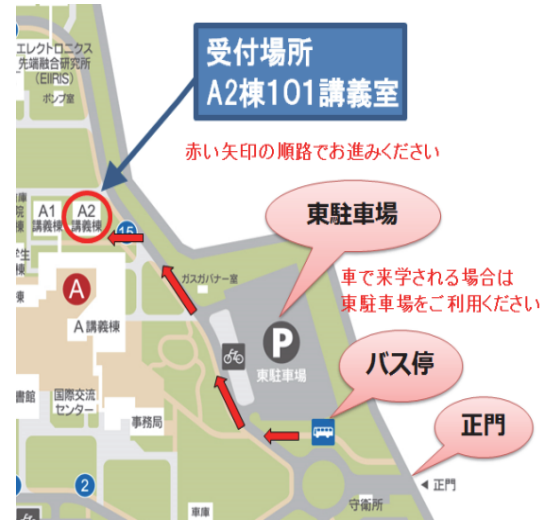 エレクトロニクス
先端融合研究所
(EIIRIS)
ポンプ室
受付場所
A2棟101講義室
赤い矢印の順路でお進みください
東駐車場
車で来学される場合は
東駐車場をご利用ください
バス停
正門
A1
講義棟
A2
講義棟
15
ガスガバナー室
A
A講義棟
P
東駐車場
国際交流
センター
事務局
2
車庫
守衛所
◀ 正門